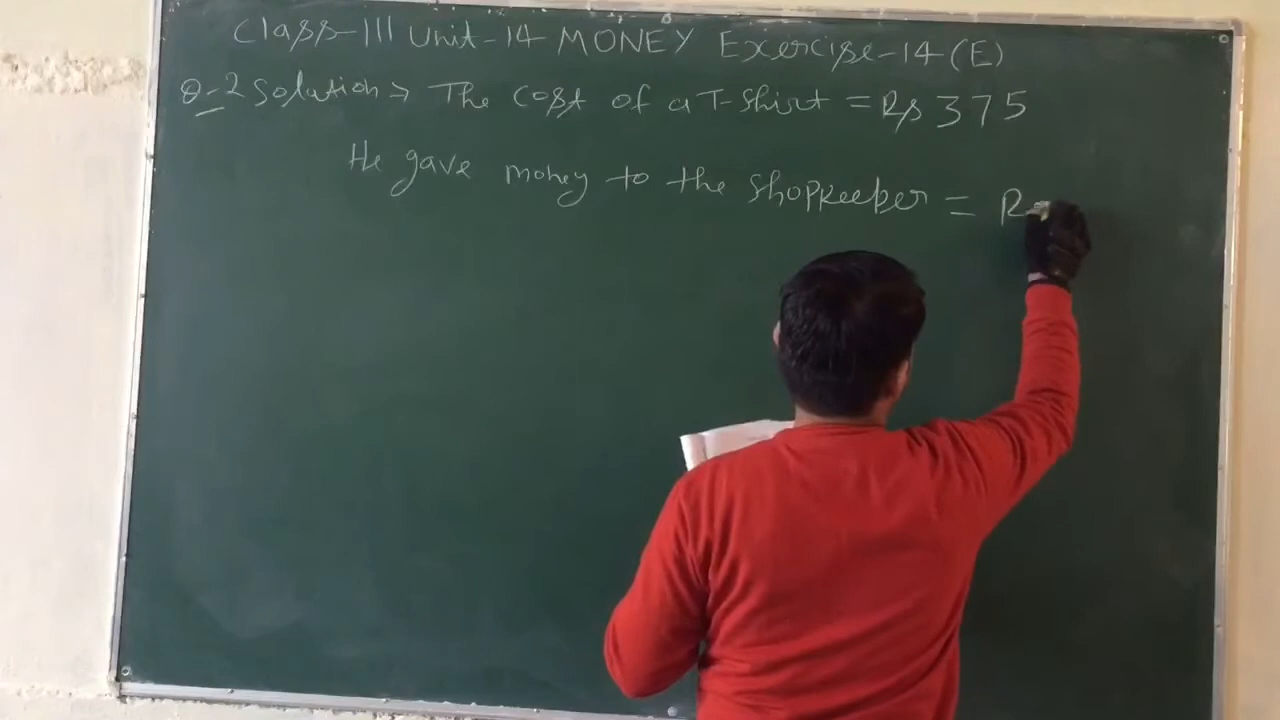 Class-III Unit-14 MONEY Exercise-14(E)
Q-2 Solution → The Cost of a T-Shirt = Rs 375
He gave money to the Shopkeeper = Rs